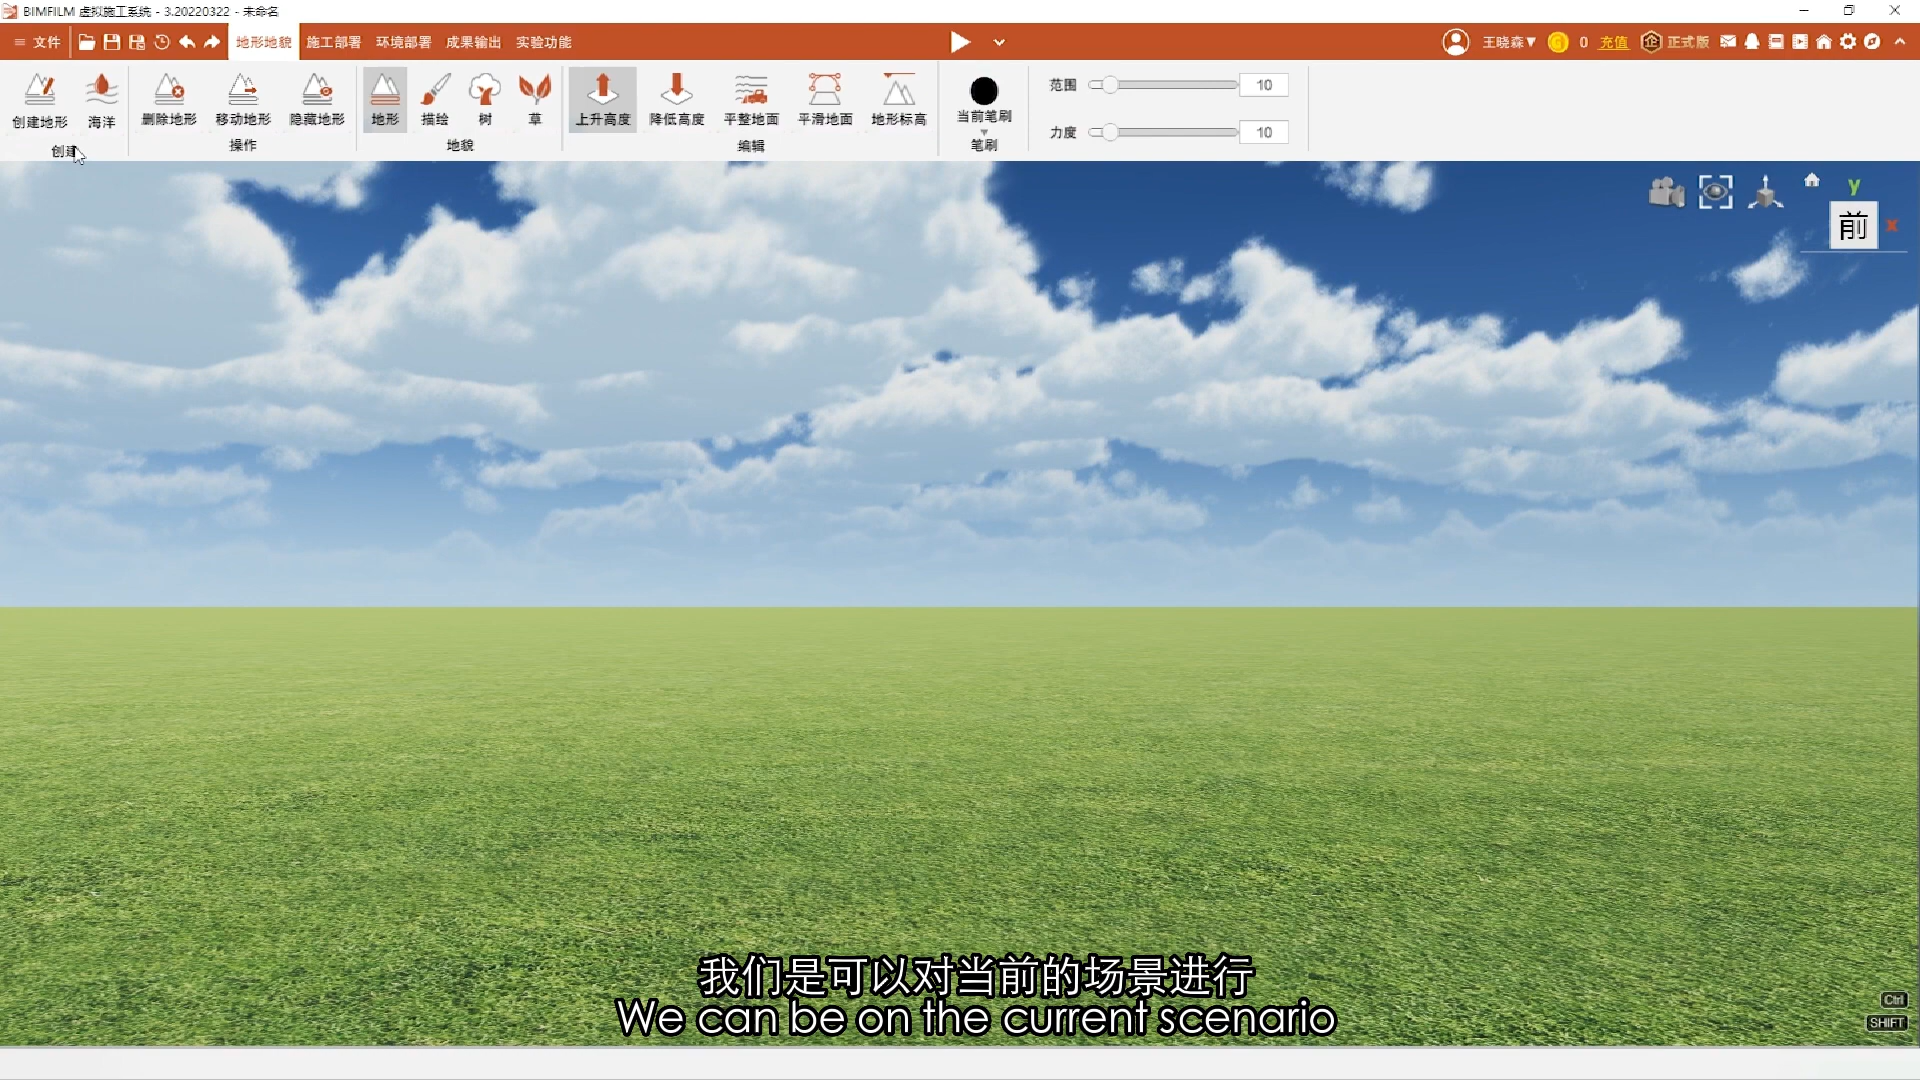 BIMFILM 虚拟施工系统 - 3.20220322 - 未命名
文件 地形地貌 施工部署 环境部署 成果输出 实验功能 王晓森▼ 0 充值 企 正式版
创建地形 海洋 删除地形 移动地形 隐藏地形 地形 描绘 树 草 上升高度 降低高度 平整地面 平滑地面 地形标高 当前笔刷
创建 操作 地貌 编辑 笔刷
范围 10
力度 10
y
前 x
我们是可以对当前的场景进行
We can be on the current scenario
Ctrl
SHIFT